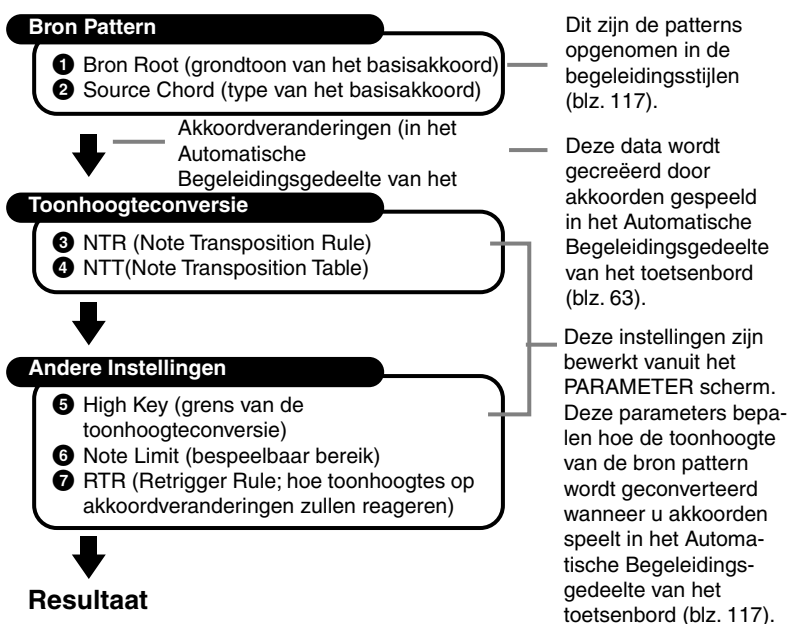 Bron Pattern
❶ Bron Root (grondtoon van het basisakkoord)
❷ Source Chord (type van het basisakkoord)
Dit zijn de patterns
opgenomen in de
begeleidingsstijlen
(blz. 117).
Akkoordveranderingen (in het
Automatische
Begeleidingsgedeelte van het
Deze data wordt
gecreëerd door
akkoorden gespeeld
in het Automatische
Begeleidingsgedeelte
van het toetsenbord
(blz. 63).
Toonhoogteconversie
❸ NTR (Note Transposition Rule)
❹ NTT(Note Transposition Table)
Andere Instellingen
❺ High Key (grens van de
toonhoogteconversie)
❻ Note Limit (bespeelbaar bereik)
❼ RTR (Retrigger Rule; hoe toonhoogtes op
akkoordveranderingen zullen reageren)
Deze instellingen zijn
bewerkt vanuit het
PARAMETER scherm.
Deze parameters bepa-
len hoe de toonhoogte
van de bron pattern
wordt geconverteerd
wanneer u akkoorden
speelt in het Automa-
tische Begeleidings-
gedeelte van het
toetsenbord (blz. 117).
Resultaat